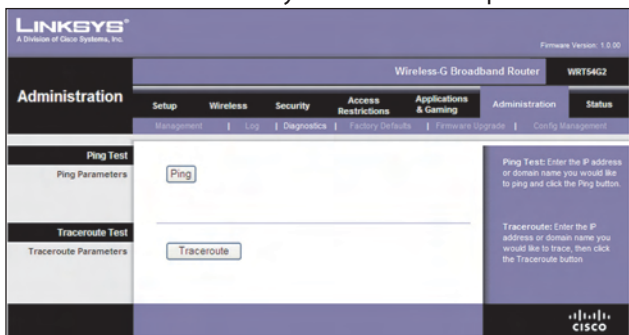 LINKSYS®
A Division of Cisco Systems, Inc.
Firmware Version: 1.0.00
Wireless-G Broadband Router WRT54G2
Administration
Setup Wireless Security Access Restrictions Applications & Gaming Administration Status
Management | Log | Diagnostics | Factory Defaults | Firmware Upgrade | Config Management
Ping Test
Ping Parameters
Ping
Ping Test: Enter the IP address
or domain name you would like
to ping and click the Ping button.
Traceroute Test
Traceroute Parameters
Traceroute
Traceroute: Enter the IP
address or domain name you
would like to trace, then click
the Traceroute button
CISCO